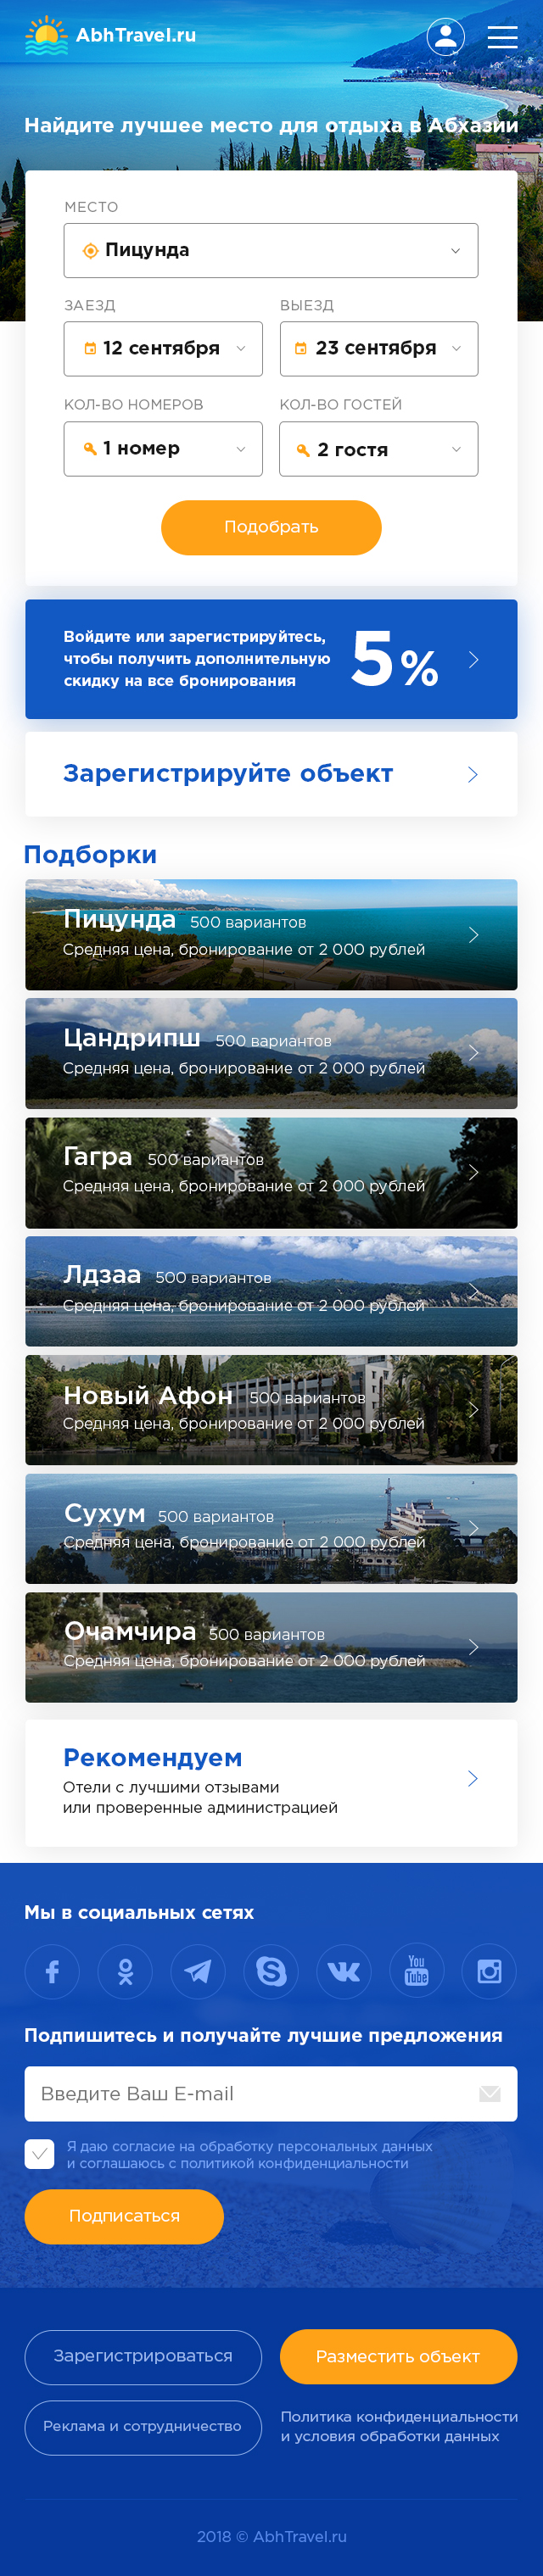 AbhTravel.ru
Найдите лучшее место для отдыха в Абхазии
МЕСТО
Пицунда
ЗАЕЗД ВЫЕЗД
12 сентября 23 сентября
КОЛ-ВО НОМЕРОВ КОЛ-ВО ГОСТЕЙ
1 номер 2 гостя
Подобрать
Войдите или зарегистрируйтесь,
чтобы получить дополнительную
скидку на все бронирования
5 %
Зарегистрируйте объект
Подборки
Пицунда 500 вариантов
Средняя цена, бронирование от 2 000 рублей
Цандрипш 500 вариантов
Средняя цена, бронирование от 2 000 рублей
Гагра 500 вариантов
Средняя цена, бронирование от 2 000 рублей
Лдзаа 500 вариантов
Средняя цена, бронирование от 2 000 рублей
Новый Афон 500 вариантов
Средняя цена, бронирование от 2 000 рублей
Сухум 500 вариантов
Средняя цена, бронирование от 2 000 рублей
Очамчира 500 вариантов
Средняя цена, бронирование от 2 000 рублей
Рекомендуем
Отели с лучшими отзывами
или проверенные администрацией
Мы в социальных сетях
You
Tube
Подпишитесь и получайте лучшие предложения
Введите Ваш E-mail
Я даю согласие на обработку персональных данных
и соглашаюсь с политикой конфиденциальности
Подписаться
Зарегистрироваться Разместить объект
Реклама и сотрудничество
Политика конфиденциальности
и условия обработки данных
2018 © AbhTravel.ru